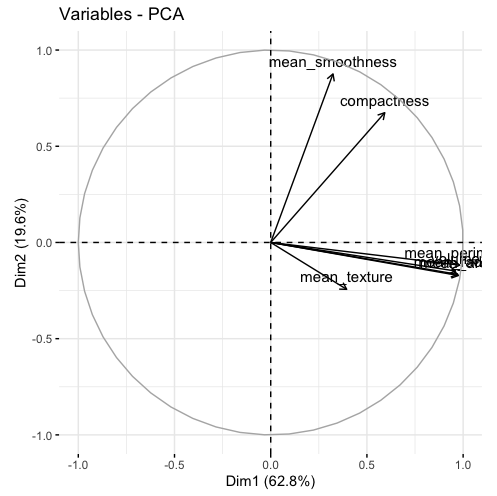 Variables - PCA
1.0
mean_smoothness
compactness
0.5
Dim2 (19.6%)
0.0
mean_texture
-0.5
-1.0
-1.0
-0.5
0.0
0.5
1.0
Dim1 (62.8%)